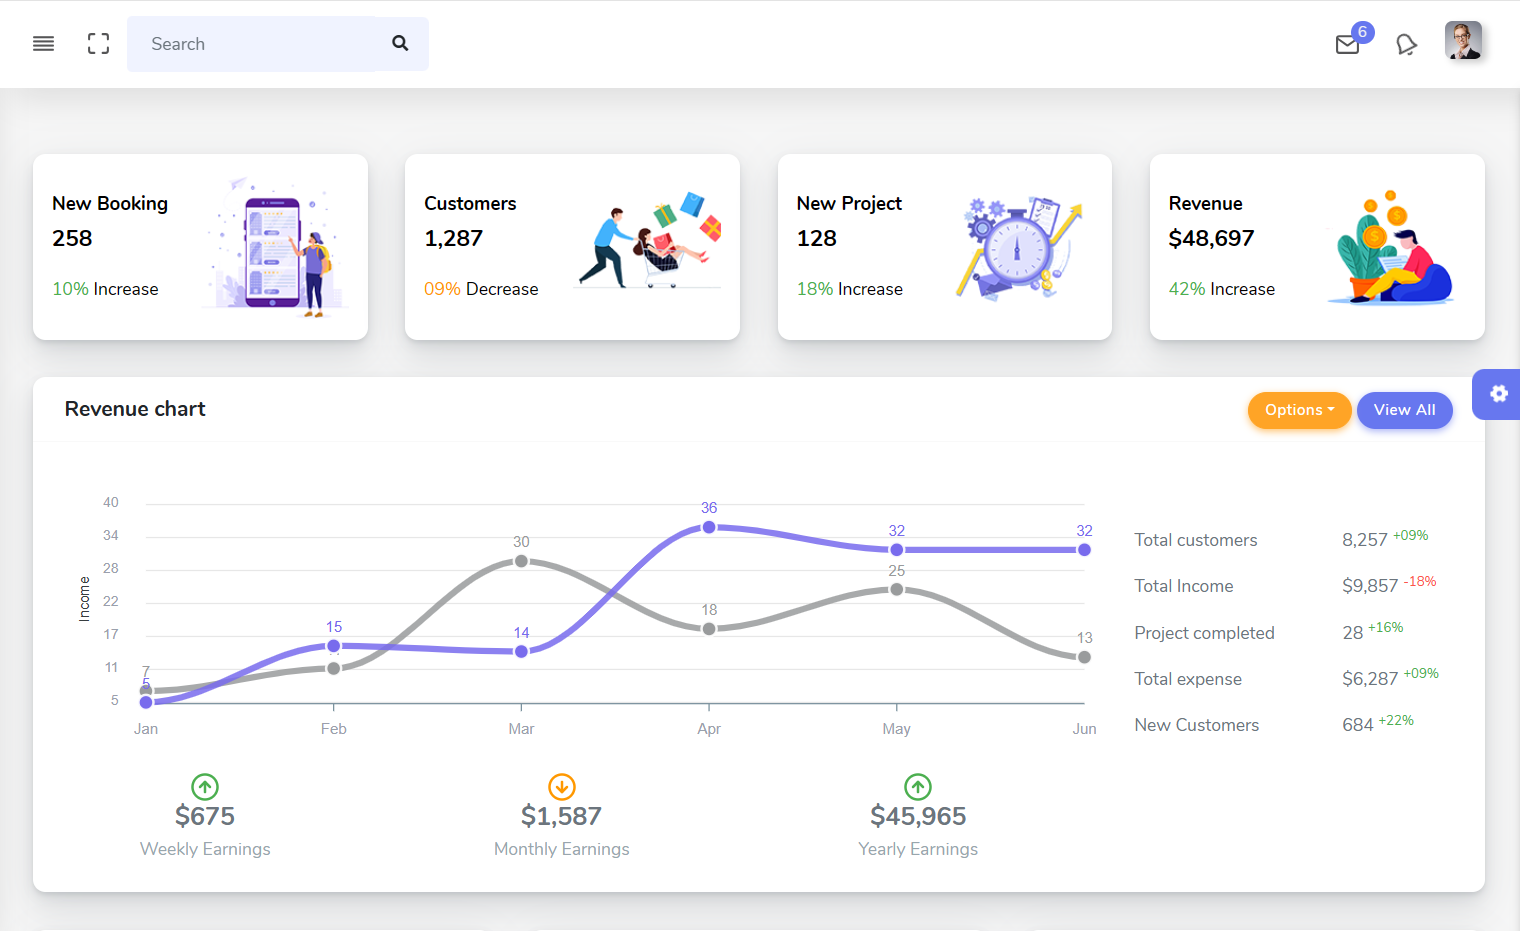 Search
6
New Booking
258
10% Increase
Customers
1,287
09% Decrease
New Project
128
18% Increase
Revenue
$48,697
42% Increase
Revenue chart
Options
View All
40
34
28
22
17
11
5
Income
7
5
15
30
14
36
18
32
25
32
13
Jan
Feb
Mar
Apr
May
Jun
Total customers 8,257 +09%
Total Income $9,857 -18%
Project completed 28 +16%
Total expense $6,287 +09%
New Customers 684 +22%
$675
Weekly Earnings
$1,587
Monthly Earnings
$45,965
Yearly Earnings